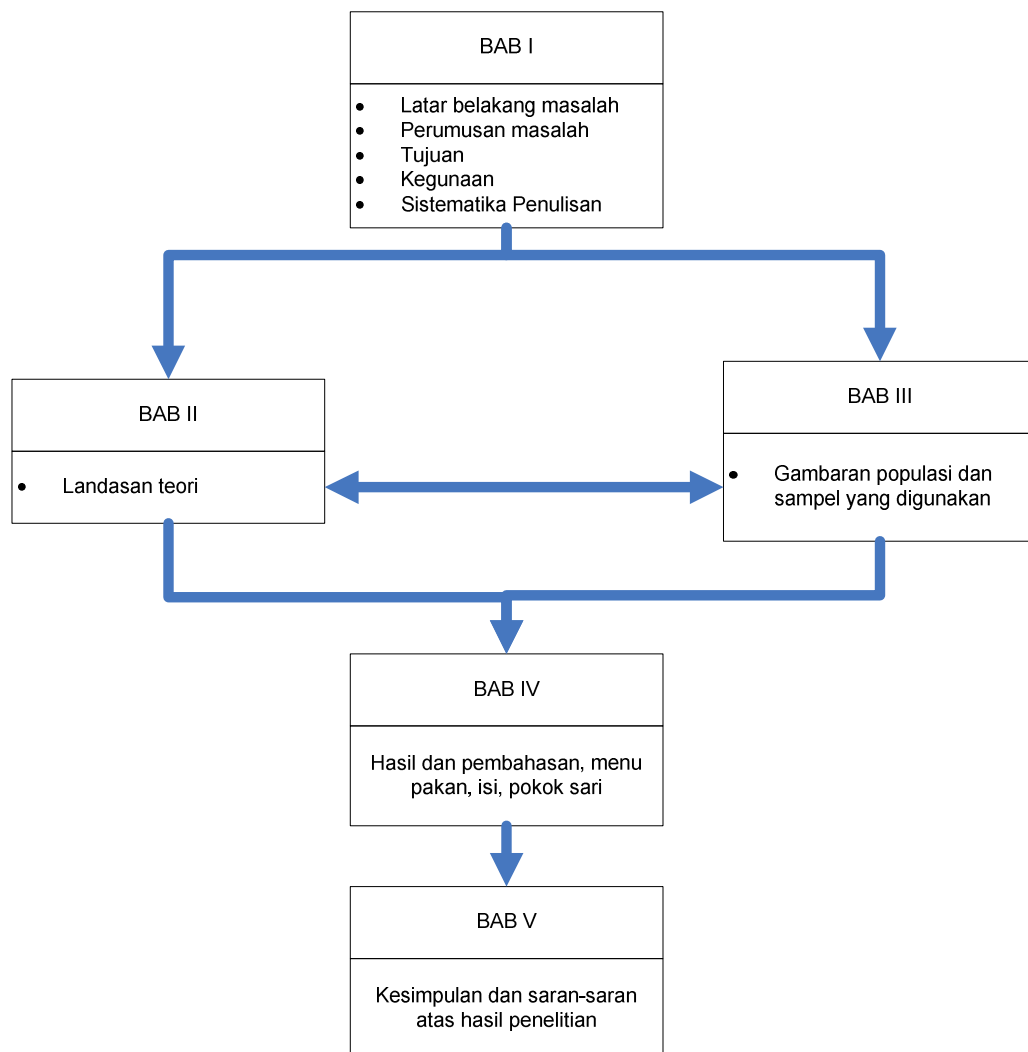 BAB I
• Latar belakang masalah
• Perumusan masalah
• Tujuan
• Kegunaan
• Sistematika Penulisan
BAB II
• Landasan teori
BAB III
• Gambaran populasi dan
sampel yang digunakan
BAB IV
Hasil dan pembahasan, menu
pakan, isi, pokok sari
BAB V
Kesimpulan dan saran-saran
atas hasil penelitian